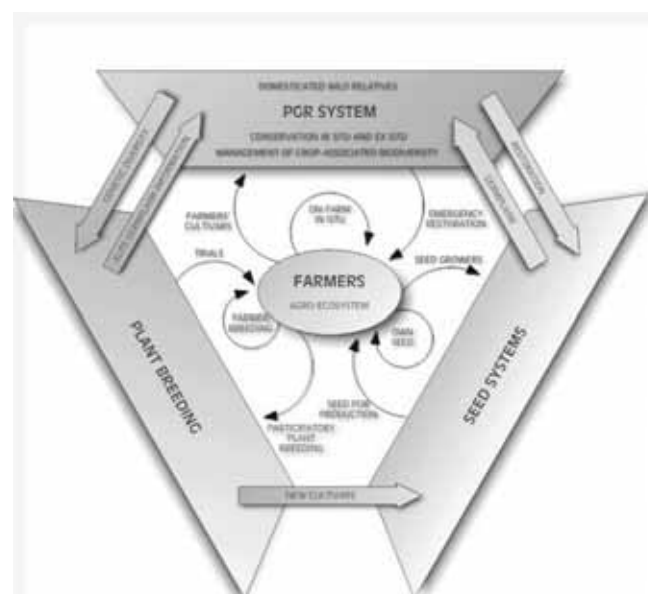 DOMESTICATED WILD RELATIVES
PGR SYSTEM
CONSERVATION IN SITU AND EX SITU
MANAGEMENT OF CROP-ASSOCIATED BIODIVERSITY
GENETIC DIVERSITY
INFORMATION
RESTORATION
FARMERS'
CULTIVARS
ON-FARM
IN SITU
EMERGENCY
RESTORATION
TRIALS
SEED GROWERS
FARMERS
AGRO-ECOSYSTEM
FARMER
BREEDING
OWN
SEED
PLANT BREEDING
SEED SYSTEMS
SEED FOR
PRODUCTION
PARTICIPATORY
PLANT
BREEDING
NEW CULTIVARS